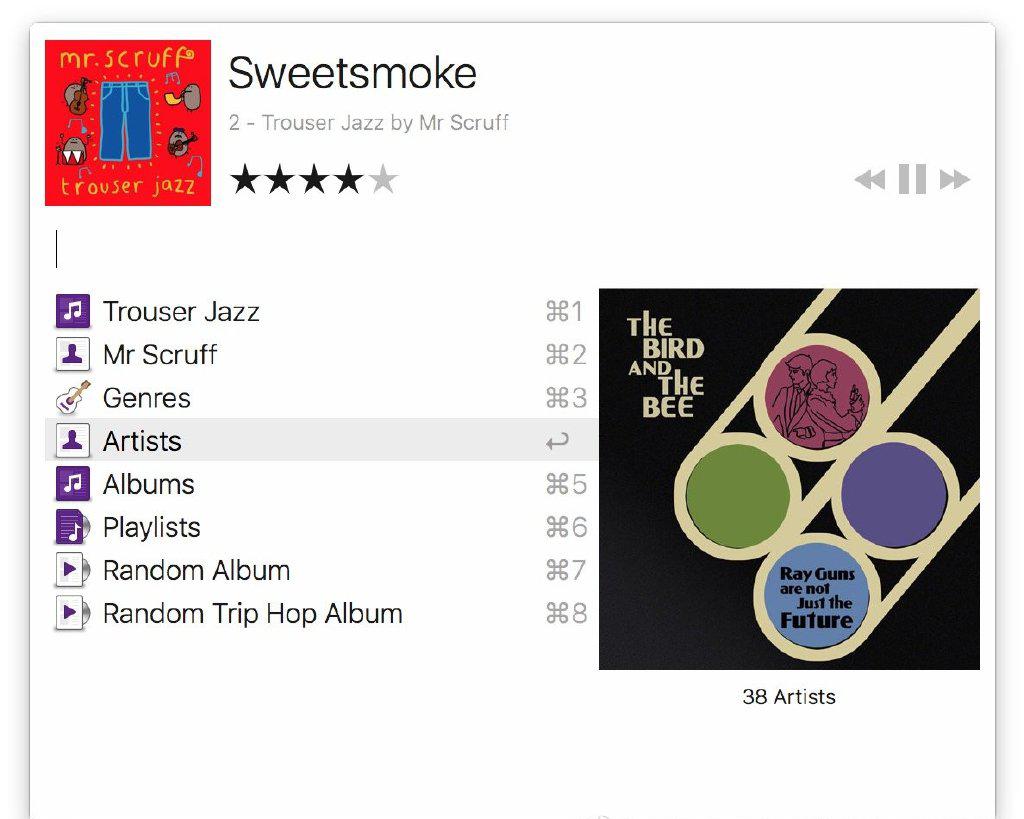 mr. scruff
trouser jazz
Sweetsmoke
2 - Trouser Jazz by Mr Scruff
Trouser Jazz ⌘1
Mr Scruff ⌘2
Genres ⌘3
Artists ↩
Albums ⌘5
Playlists ⌘6
Random Album ⌘7
Random Trip Hop Album ⌘8
THE
BIRD
AND THE
BEE
Ray Guns
are not
Just the
Future
38 Artists